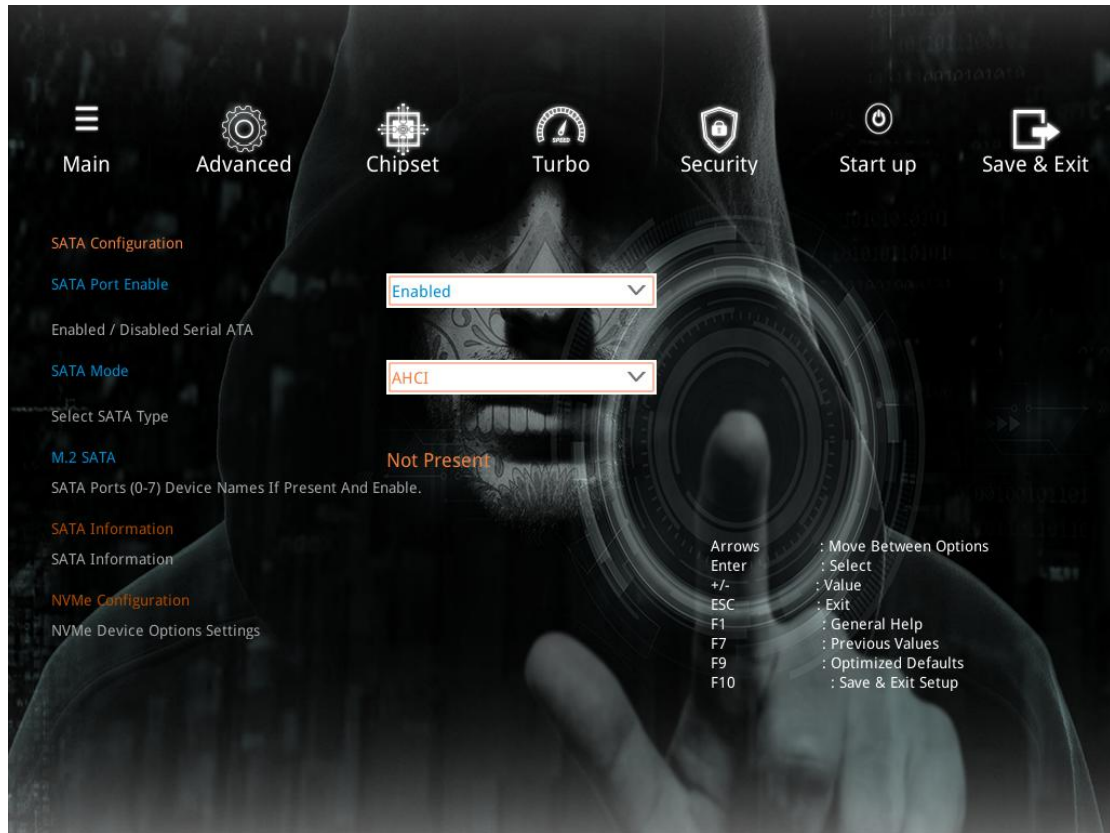 Main
Advanced
Chipset
SPEED
Turbo
Security
Start up
Save & Exit
SATA Configuration
SATA Port Enable
Enabled
Enabled / Disabled Serial ATA
SATA Mode
AHCI
Select SATA Type
M.2 SATA
Not Present
SATA Ports (0-7) Device Names If Present And Enable.
SATA Information
SATA Information
NVMe Configuration
NVMe Device Options Settings
Arrows : Move Between Options
Enter : Select
+/- : Value
ESC : Exit
F1 : General Help
F7 : Previous Values
F9 : Optimized Defaults
F10 : Save & Exit Setup